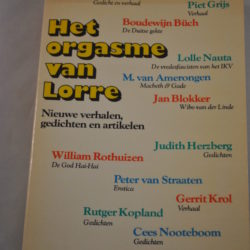 Gedicht en verhaal
Piet Grijs
Verhaal
Boudewijn Büch
De Duitse gekte
Het
orgasme
van
Lorre
Lolle Nauta
De vredesfascisten van het IKV
M. van Amerongen
Macbeth & Gade
Jan Blokker
Wibo van der Linde
Nieuwe verhalen,
gedichten en artikelen
Judith Herzberg
Gedichten
William Rothuizen
De God Hai-Hai
Peter van Straaten
Erotica
Gerrit Krol
Verhaal
Rutger Kopland
Gedichten
Cees Nooteboom
Gedichten